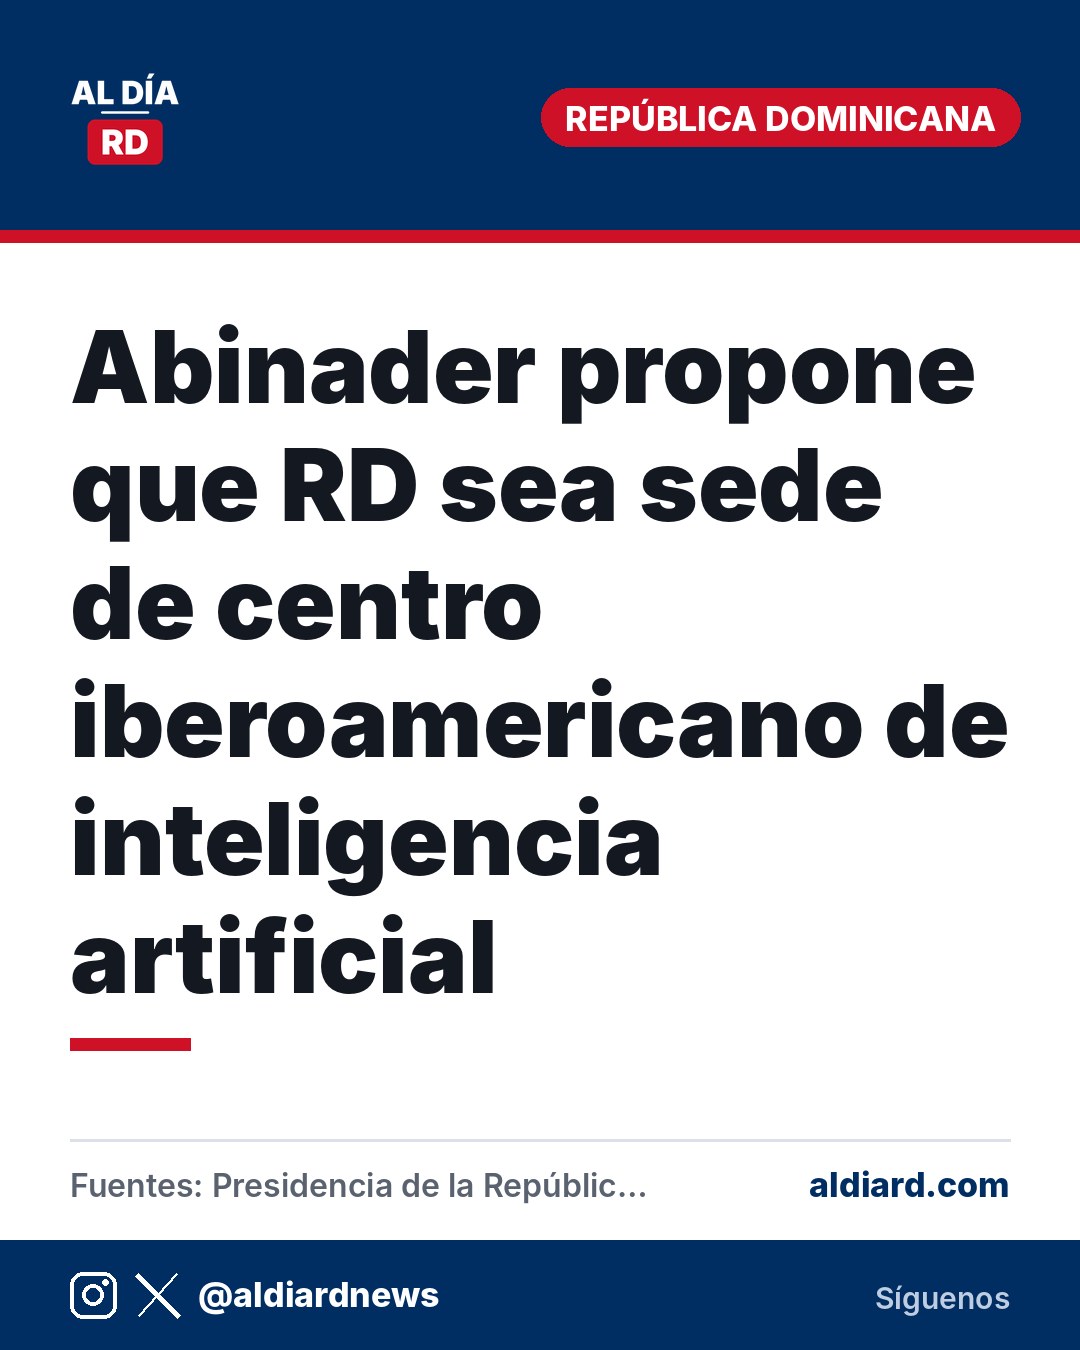 AL DÍA
RD
REPÚBLICA DOMINICANA
Abinader propone
que RD sea sede
de centro
iberoamericano de
inteligencia
artificial
Fuentes: Presidencia de la Repúblic...
aldiard.com
@aldiardnews
Síguenos